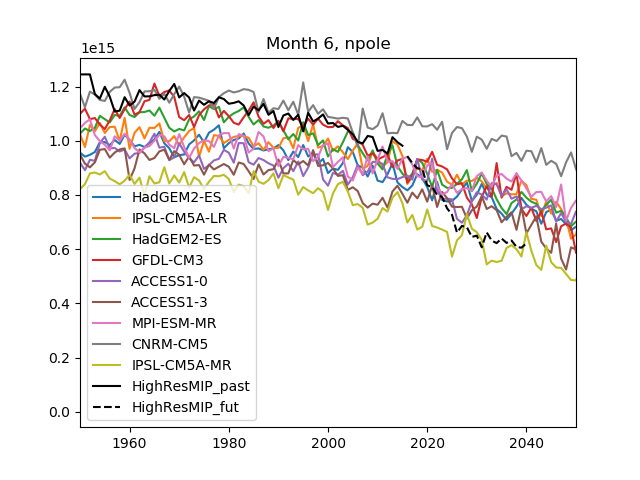 Month 6, npole
1e15
1.2
1.0
0.8
0.6
0.4
0.2
0.0
HadGEM2-ES
IPSL-CM5A-LR
HadGEM2-ES
GFDL-CM3
ACCESS1-0
ACCESS1-3
MPI-ESM-MR
CNRM-CM5
IPSL-CM5A-MR
HighResMIP_past
HighResMIP_fut
1960 1980 2000 2020 2040